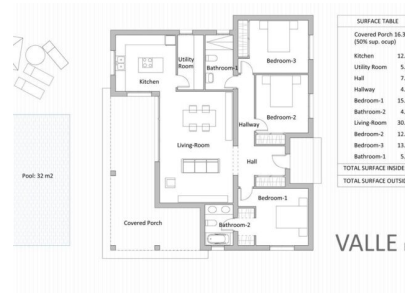 SURFACE TABLE
Covered Porch 16.3
(50% sup. ocup)
Kitchen 12.
Utility Room 5.
Hall 7.
Hallway 4.
Bedroom-1 15.
Bathroom-2 4.
Living-Room 30.
Bedroom-2 12.
Bedroom-3 13.
Bathroom-1 5.
TOTAL SURFACE INSIDE
TOTAL SURFACE OUTSID
Utility
Room
Bathroom-1
Bedroom-3
Kitchen
Bedroom-2
Hallway
Living-Room
Hall
Pool: 32 m2
Bedroom-1
Covered Porch
Bathroom-2
VALLE